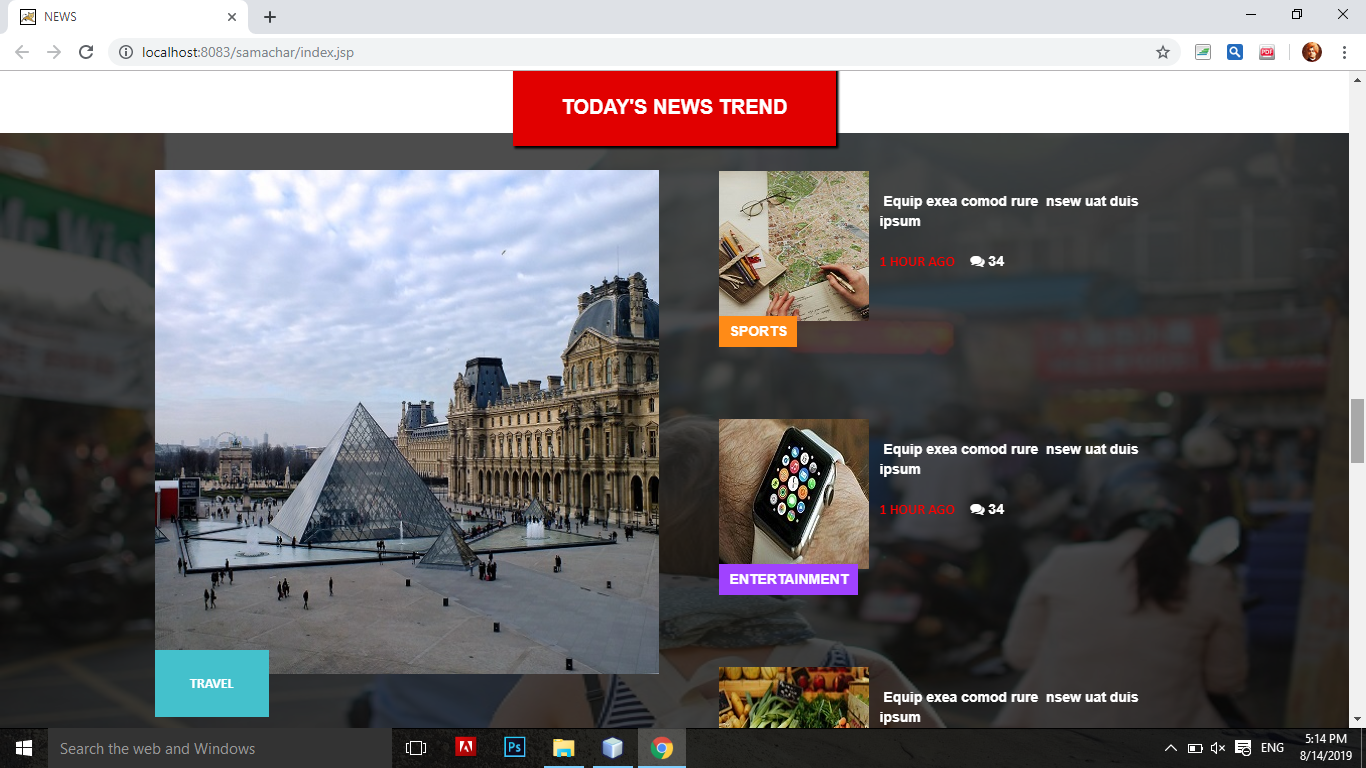 NEWS
localhost:8083/samachar/index.jsp
PDF
TODAY'S NEWS TREND
Equip exea comod rure nsew uat duis
ipsum
1 HOUR AGO 34
SPORTS
Equip exea comod rure nsew uat duis
ipsum
1 HOUR AGO 34
ENTERTAINMENT
TRAVEL
Equip exea comod rure nsew uat duis
ipsum
Search the web and Windows
Ps
ENG
5:14 PM
8/14/2019